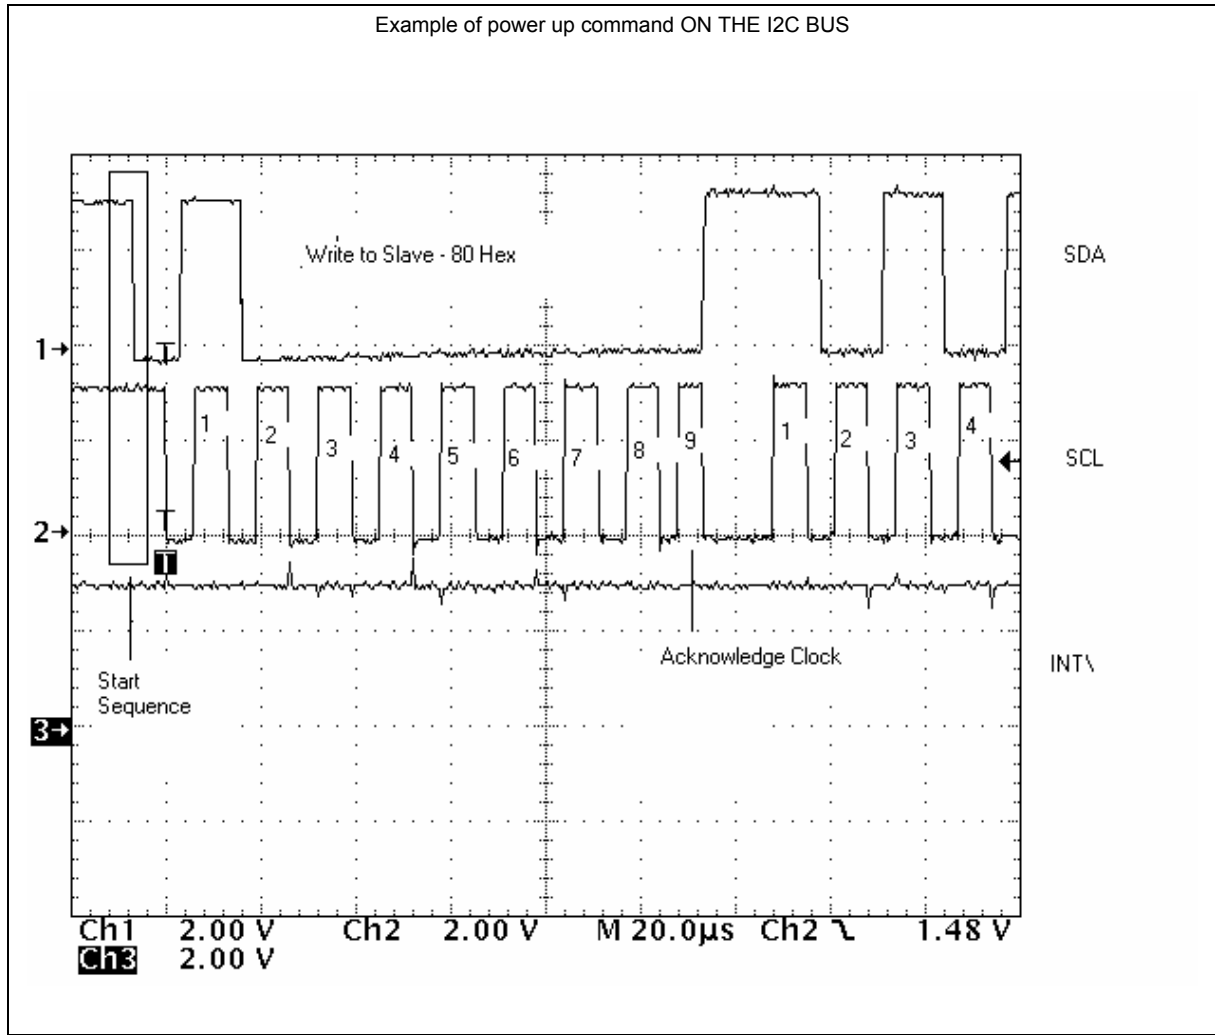 Example of power up command ON THE I2C BUS
Write to Slave - 80 Hex
SDA
1→
T
1 2 3 4 5 6 7 8 9 1 2 3 4
SCL
T
2→
T
Acknowledge Clock
INT\
Start
Sequence
3→
Ch1 2.00 V Ch2 2.00 V M 20.0µs Ch2 1.48 V
Ch3 2.00 V